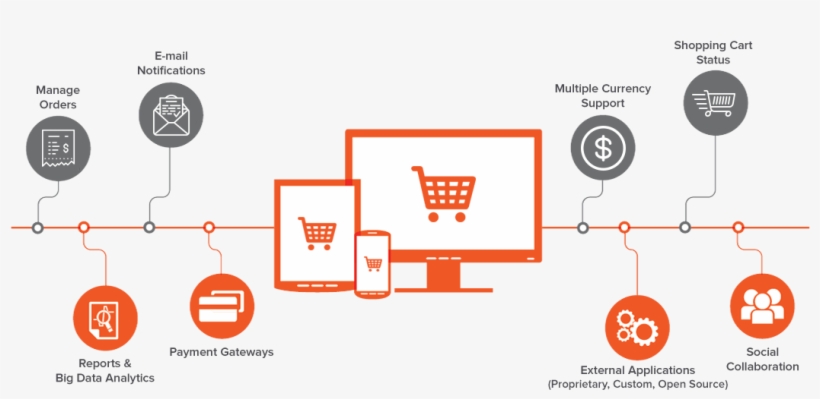 Manage
Orders
E-mail
Notifications
Multiple Currency
Support
Shopping Cart
Status
$
$
Reports &
Big Data Analytics
Payment Gateways
External Applications
(Proprietary, Custom, Open Source)
Social
Collaboration